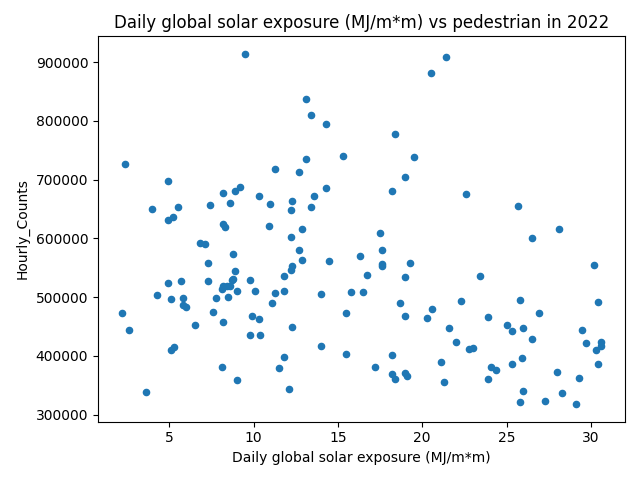 Daily global solar exposure (MJ/m*m) vs pedestrian in 2022
900000
800000
700000
600000
500000
400000
300000
Hourly_Counts
5 10 15 20 25 30
Daily global solar exposure (MJ/m*m)